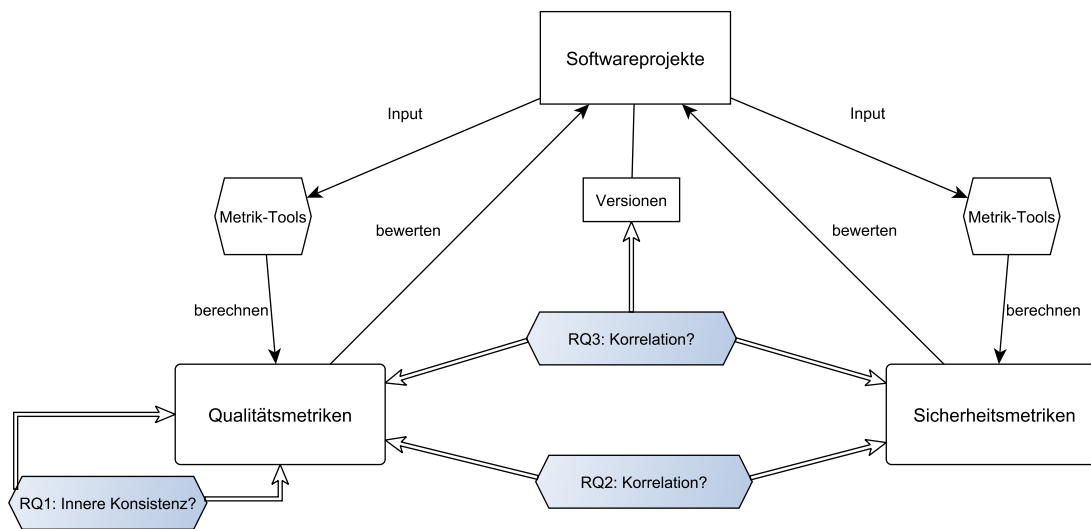 Softwareprojekte
Input
Input
Metrik-Tools
Versionen
Metrik-Tools
bewerten
bewerten
berechnen
berechnen
RQ3: Korrelation?
Qualitätsmetriken
Sicherheitsmetriken
RQ2: Korrelation?
RQ1: Innere Konsistenz?